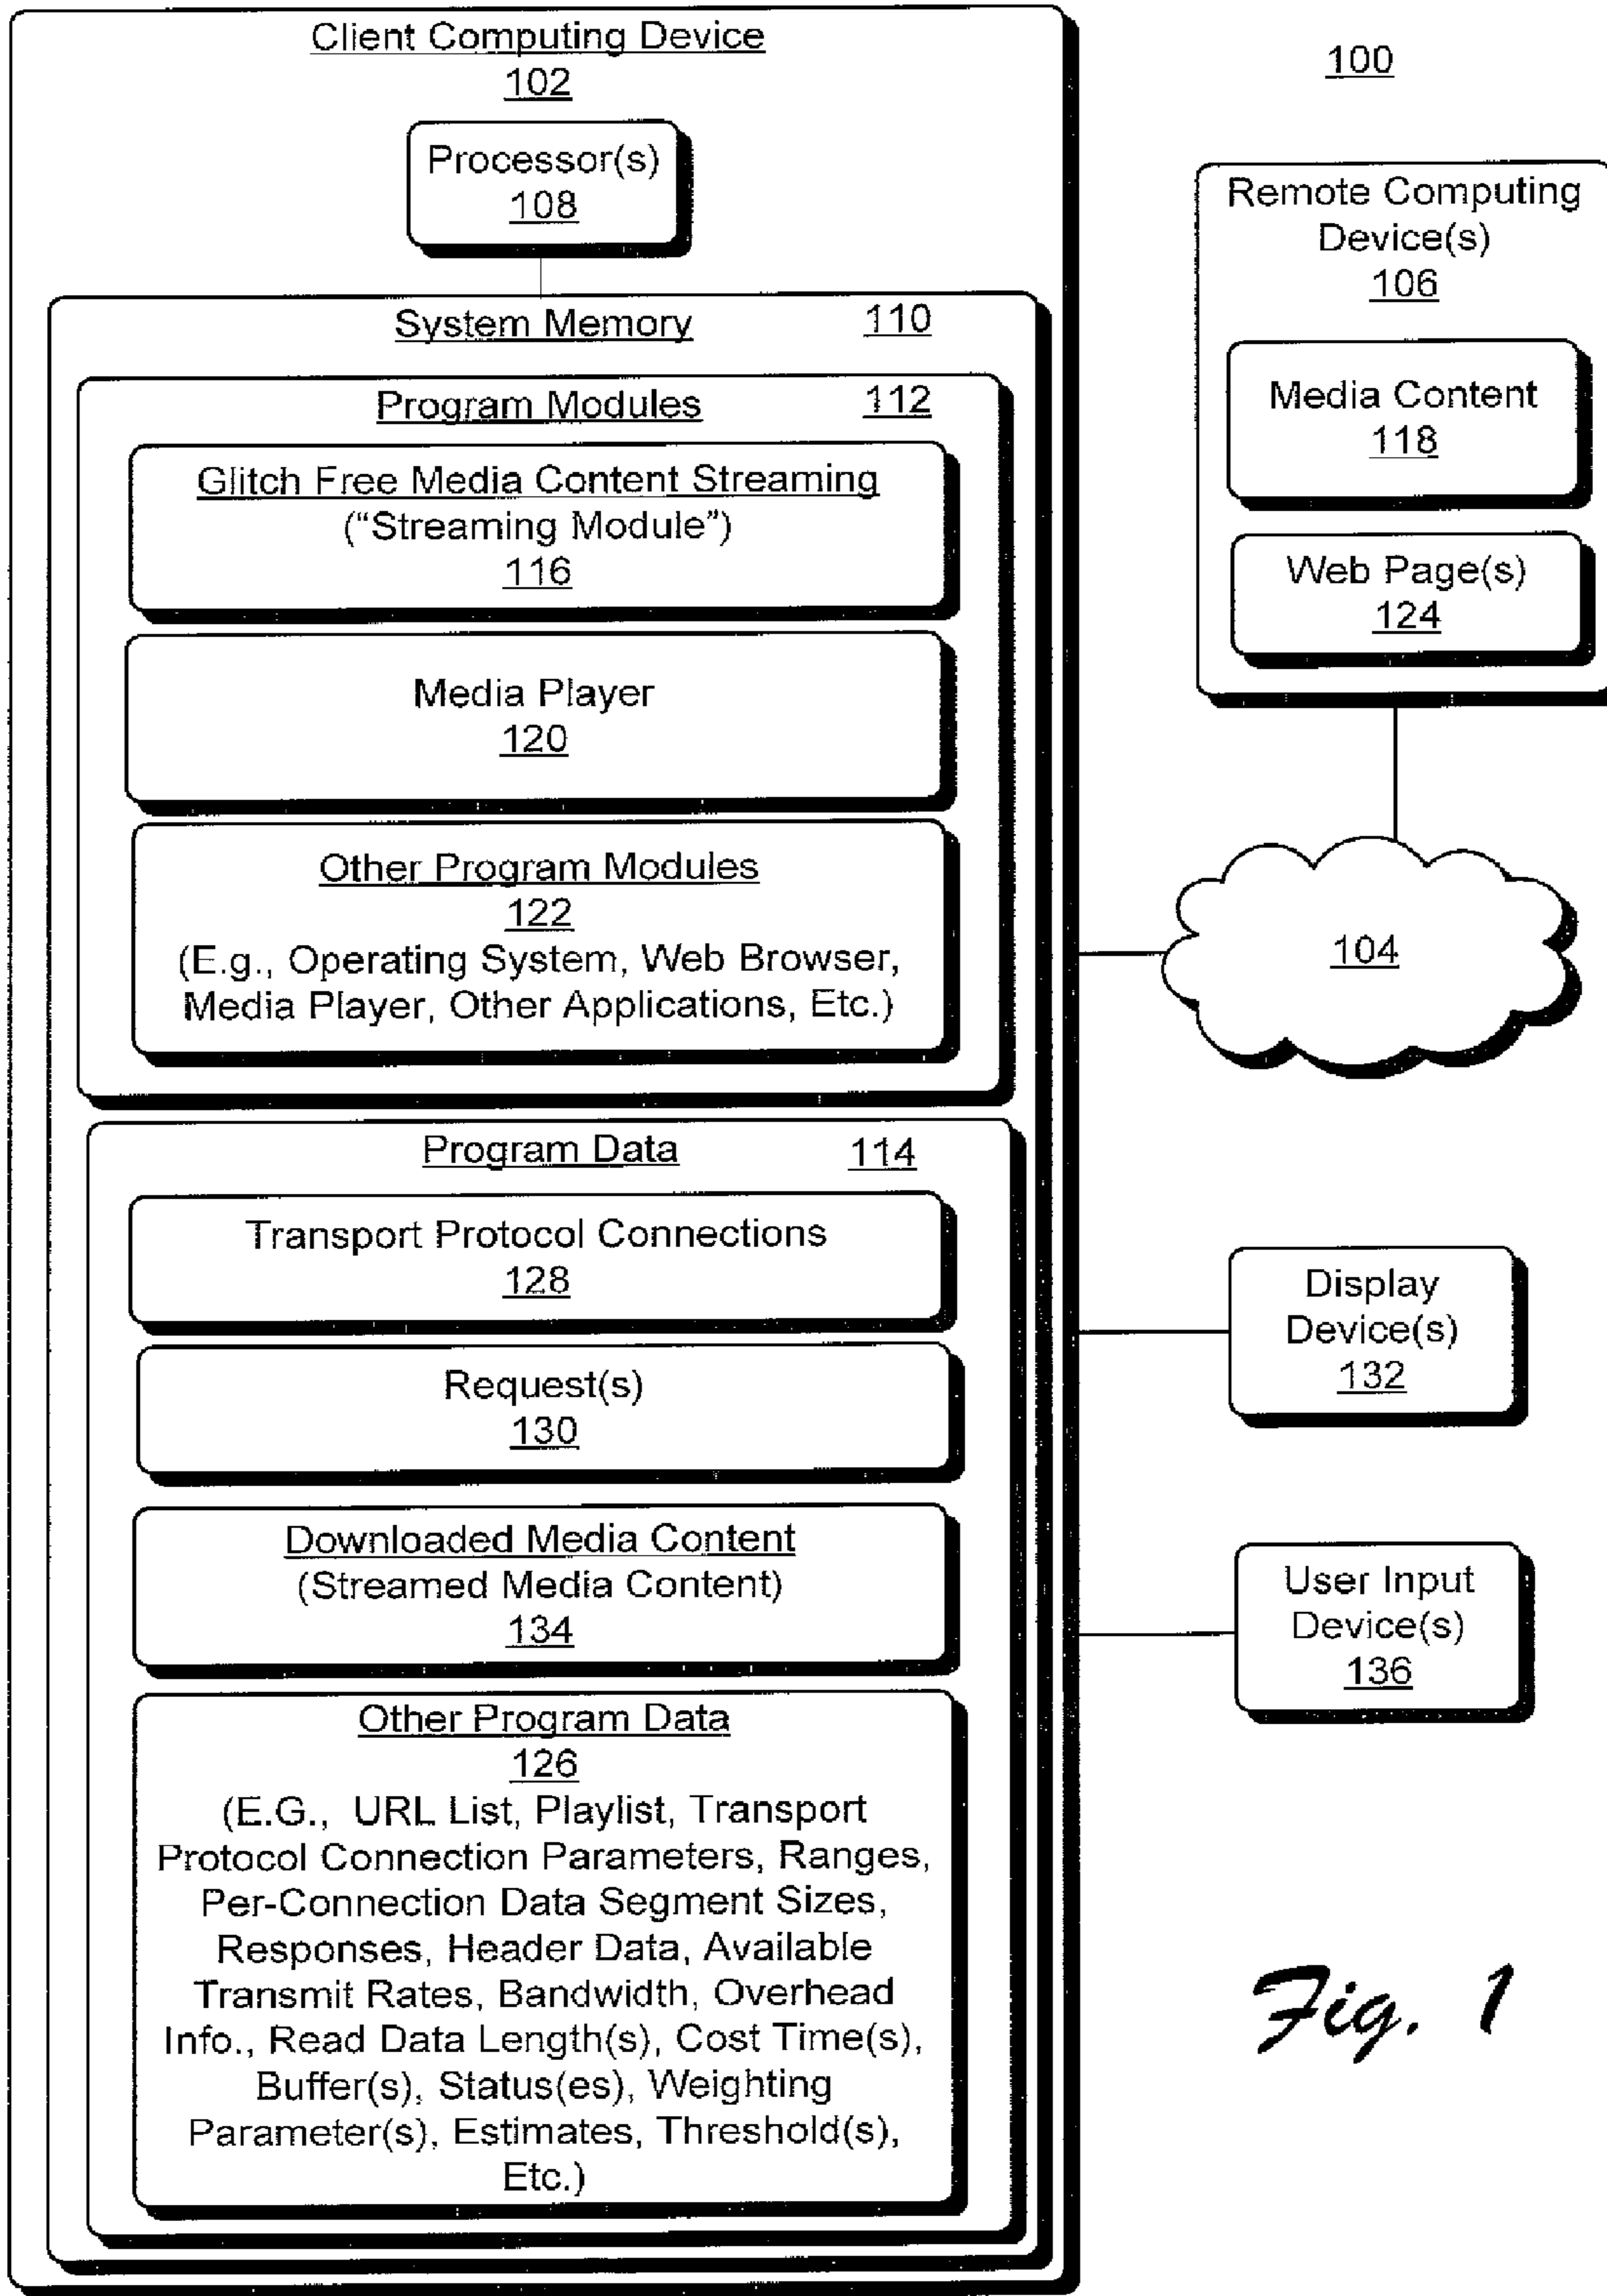 Client Computing Device
102
Processor(s)
108
System Memory
110
Program Modules
112
Glitch Free Media Content Streaming
(“Streaming Module”)
116
Media Player
120
Other Program Modules
122
(E.g., Operating System, Web Browser,
Media Player, Other Applications, Etc.)
Program Data
114
Transport Protocol Connections
128
Request(s)
130
Downloaded Media Content
(Streamed Media Content)
134
Other Program Data
126
(E.G., URL List, Playlist, Transport
Protocol Connection Parameters, Ranges,
Per-Connection Data Segment Sizes,
Responses, Header Data, Available
Transmit Rates, Bandwidth, Overhead
Info., Read Data Length(s), Cost Time(s),
Buffer(s), Status(es), Weighting
Parameter(s), Estimates, Threshold(s),
Etc.)
100
Remote Computing
Device(s)
106
Media Content
118
Web Page(s)
124
104
Display
Device(s)
132
User Input
Device(s)
136
Fig. 1